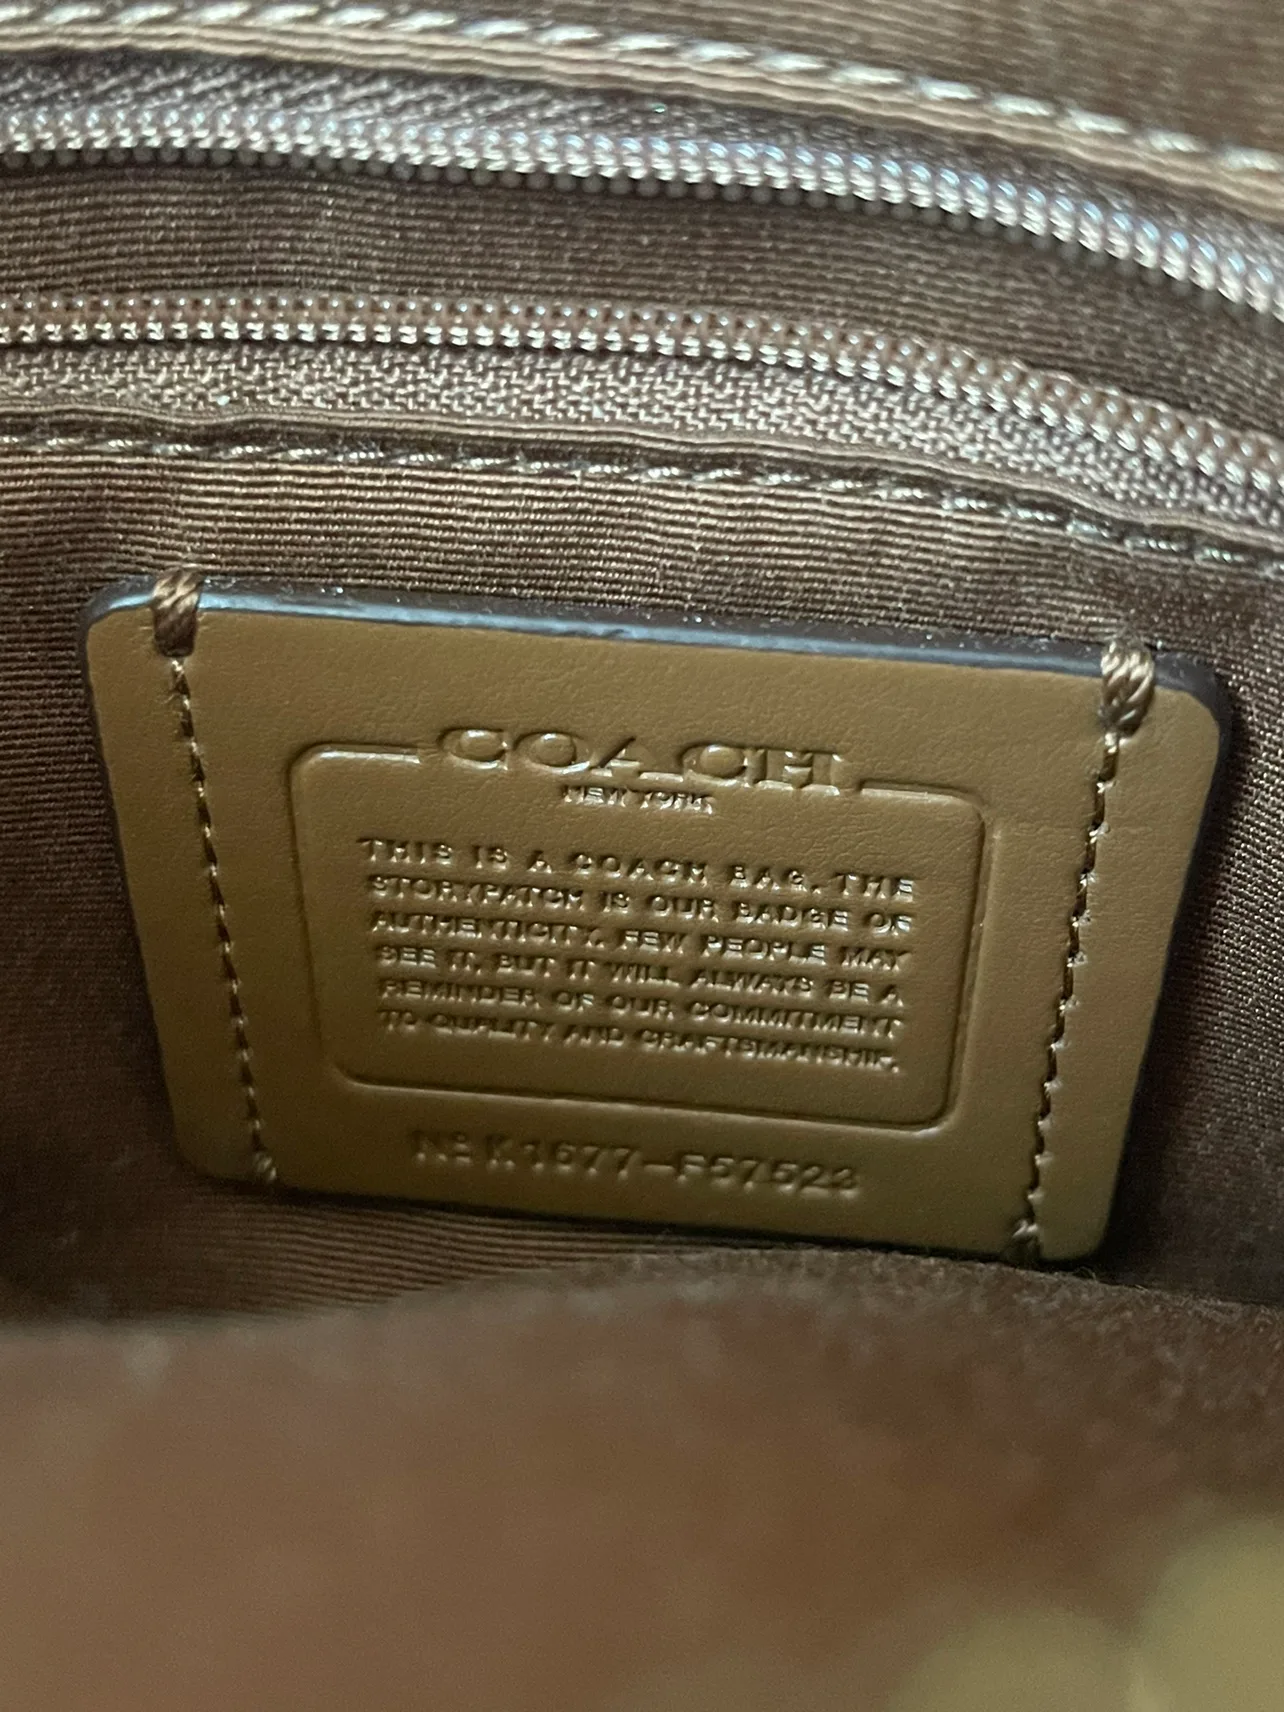 COACH
NEW YORK
THIS IS A COACH BAG. THE
STORYPATCH IS OUR BADGE OF
AUTHENTICITY. FEW PEOPLE MAY
SEE IT, BUT IT WILL ALWAYS BE A
REMINDER OF OUR COMMITMENT
TO QUALITY AND CRAFTSMANSHIP.
Nº K1677-F57523